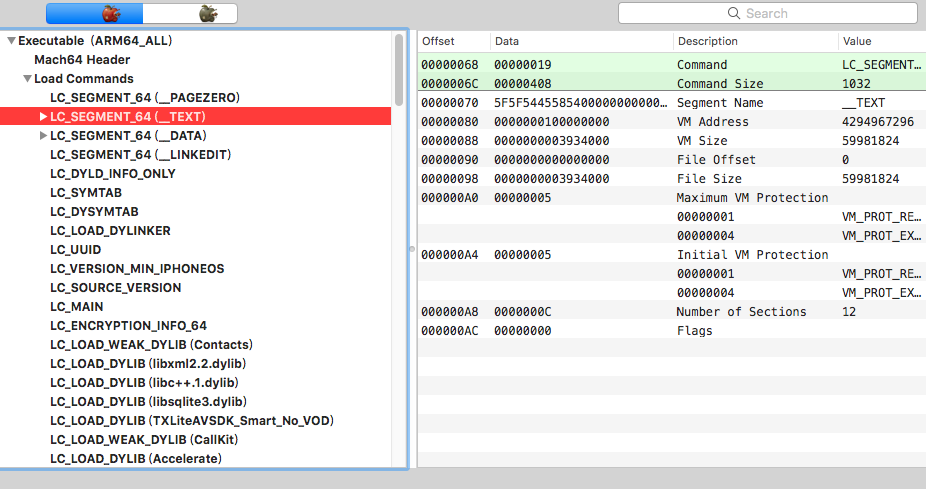 Search
Executable (ARM64_ALL)
Mach64 Header
Load Commands
LC_SEGMENT_64 (__PAGEZERO)
LC_SEGMENT_64 (__TEXT)
LC_SEGMENT_64 (__DATA)
LC_SEGMENT_64 (__LINKEDIT)
LC_DYLD_INFO_ONLY
LC_SYMTAB
LC_DYSYMTAB
LC_LOAD_DYLINKER
LC_UUID
LC_VERSION_MIN_IPHONEOS
LC_SOURCE_VERSION
LC_MAIN
LC_ENCRYPTION_INFO_64
LC_LOAD_WEAK_DYLIB (Contacts)
LC_LOAD_DYLIB (libxml2.2.dylib)
LC_LOAD_DYLIB (libc++.1.dylib)
LC_LOAD_DYLIB (libsqlite3.dylib)
LC_LOAD_DYLIB (TXLiteAVSDK_Smart_No_VOD)
LC_LOAD_WEAK_DYLIB (CallKit)
LC_LOAD_DYLIB (Accelerate)
Offset Data Description Value
00000068 00000019 Command LC_SEGMENT…
0000006C 00000408 Command Size 1032
00000070 5F5F5445585400000000000… Segment Name __TEXT
00000080 0000000100000000 VM Address 4294967296
00000088 0000000003934000 VM Size 59981824
00000090 0000000000000000 File Offset 0
00000098 0000000003934000 File Size 59981824
000000A0 00000005 Maximum VM Protection
00000001 VM_PROT_RE…
00000004 VM_PROT_EX…
000000A4 00000005 Initial VM Protection
00000001 VM_PROT_RE…
00000004 VM_PROT_EX…
000000A8 0000000C Number of Sections 12
000000AC 00000000 Flags